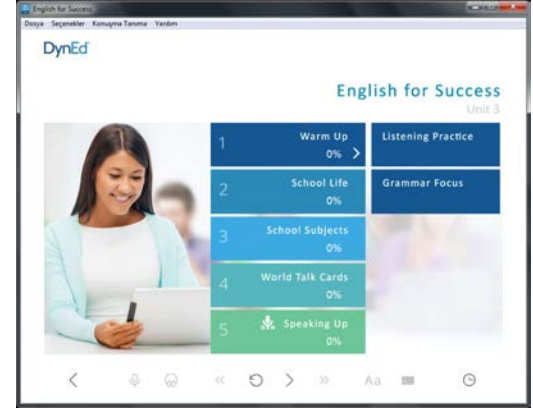 English for Success
Dosya Seçenekler Konuşma Tanıma Yardım
DynEd
English for Success
Unit 3
1 Warm Up
0%
2 School Life
0%
3 School Subjects
0%
4 World Talk Cards
0%
5 Speaking Up
0%
Listening Practice
Grammar Focus
Aa